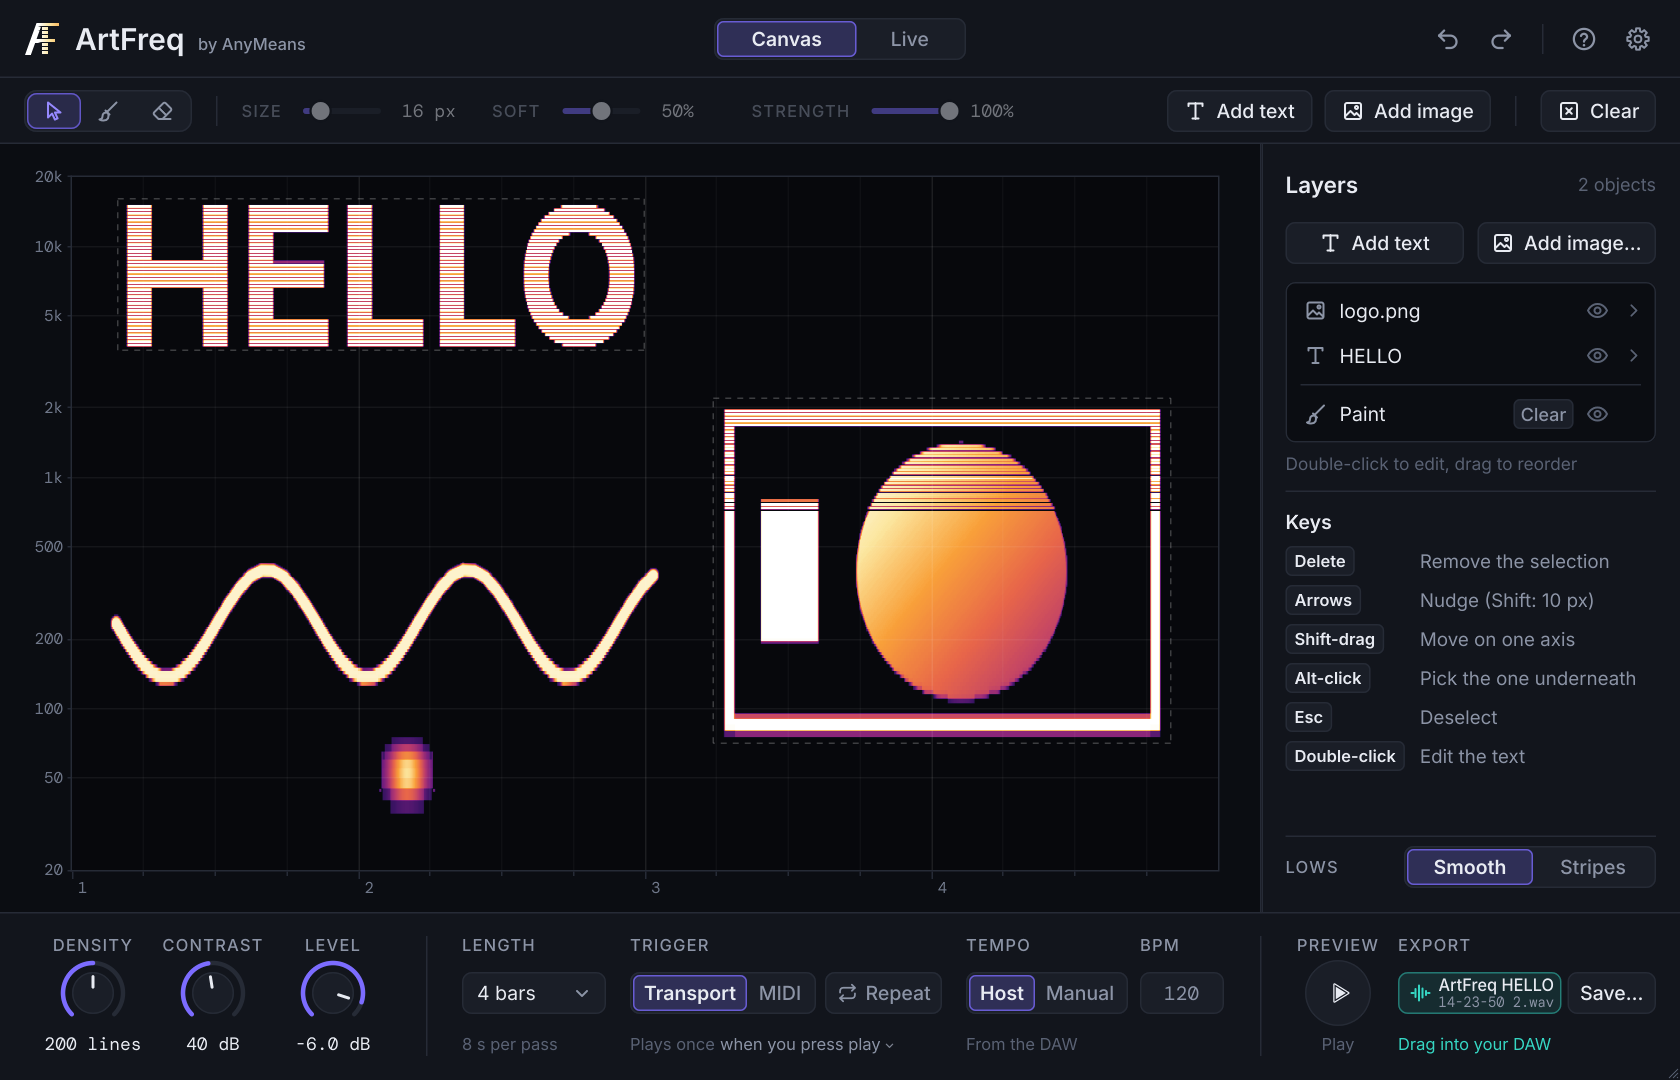 ArtFreq by AnyMeans
Canvas Live
SIZE 16 px SOFT 50% STRENGTH 100%
Add text Add image Clear
20k
10k
5k
2k
1k
500
200
100
50
20
1 2 3 4
HELLO
Layers 2 objects
Add text Add image...
logo.png
HELLO
Paint Clear
Double-click to edit, drag to reorder
Keys
Delete Remove the selection
Arrows Nudge (Shift: 10 px)
Shift-drag Move on one axis
Alt-click Pick the one underneath
Esc Deselect
Double-click Edit the text
LOWS Smooth Stripes
DENSITY CONTRAST LEVEL
200 lines 40 dB -6.0 dB
LENGTH
4 bars
8 s per pass
TRIGGER
Transport MIDI Repeat
Plays once when you press play
TEMPO BPM
Host Manual 120
From the DAW
PREVIEW
Play
EXPORT
ArtFreq HELLO
14-23-50 2.wav
Save...
Drag into your DAW